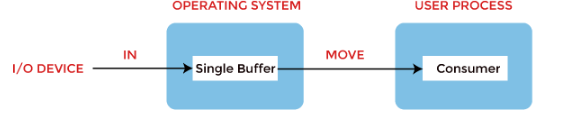 OPERATING SYSTEM
USER PROCESS
I/O DEVICE
IN
Single Buffer
MOVE
Consumer